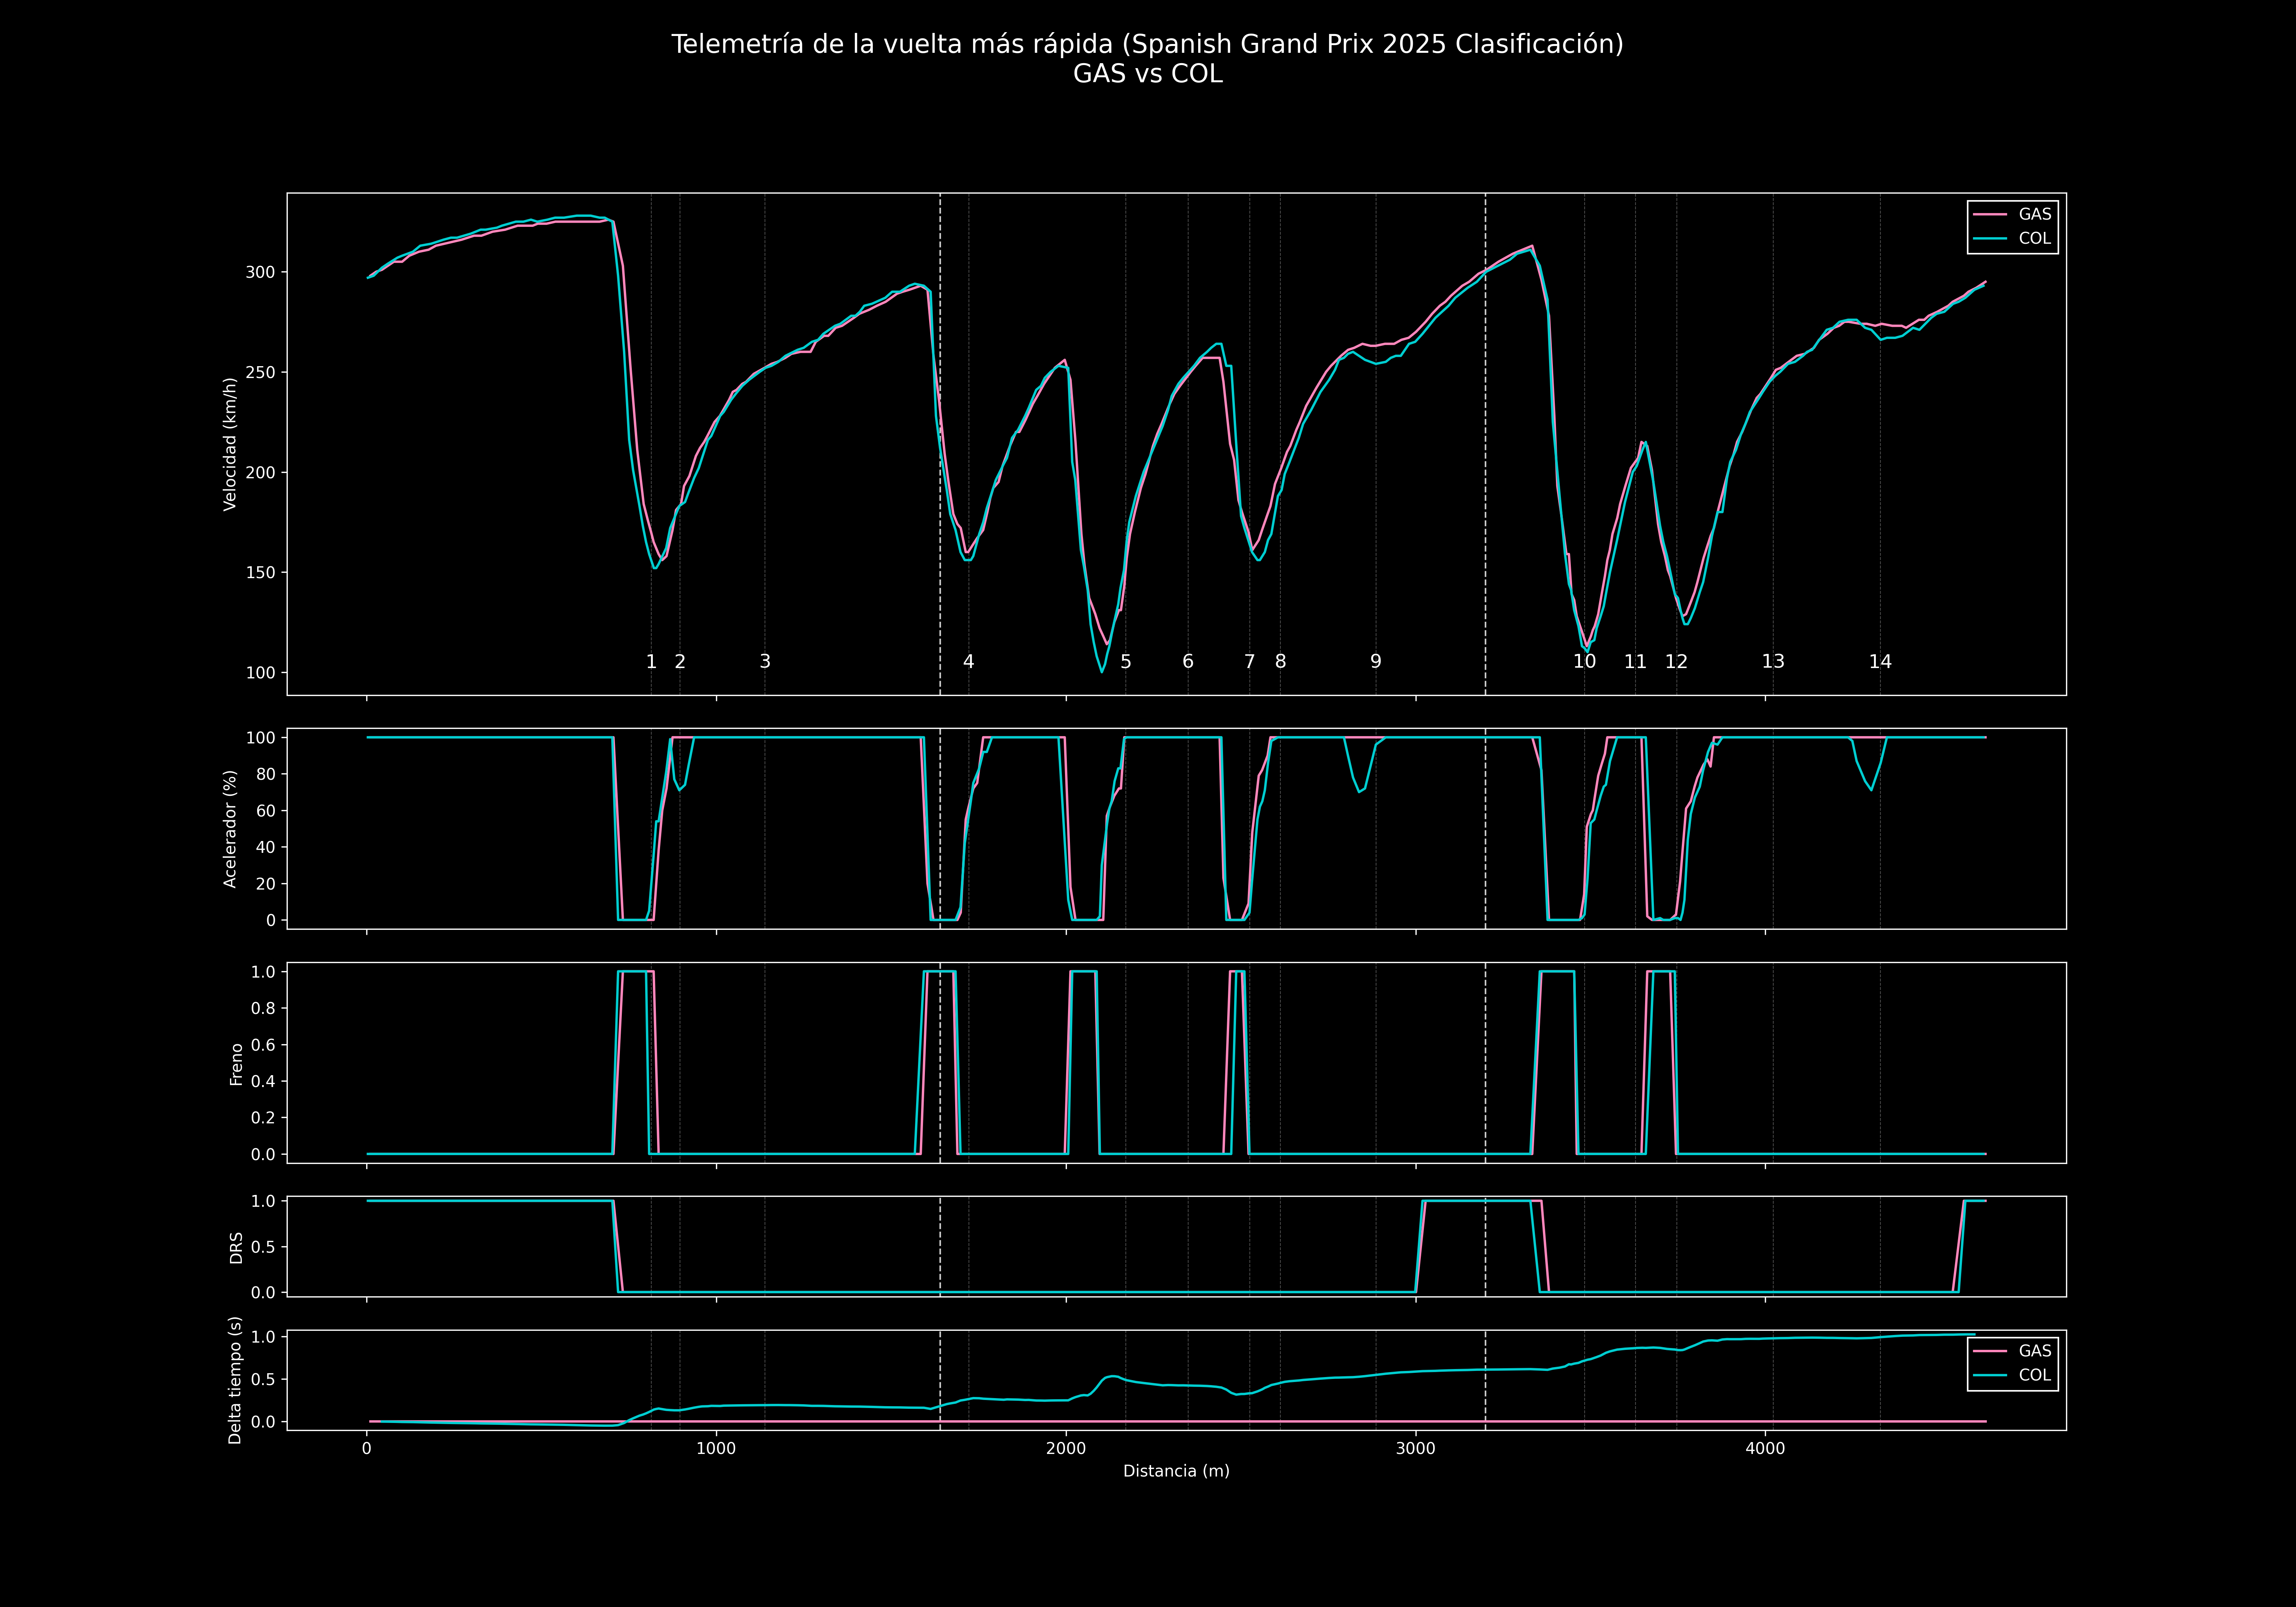 Telemetría de la vuelta más rápida (Spanish Grand Prix 2025 Clasificación)
GAS vs COL
GAS
COL
Velocidad (km/h)
300
250
200
150
100
1 2 3 4 5 6 7 8 9 10 11 12 13 14
Acelerador (%)
100
80
60
40
20
0
Freno
1.0
0.8
0.6
0.4
0.2
0.0
DRS
1.0
0.5
0.0
Delta tiempo (s)
1.0
0.5
0.0
GAS
COL
0 1000 2000 3000 4000
Distancia (m)